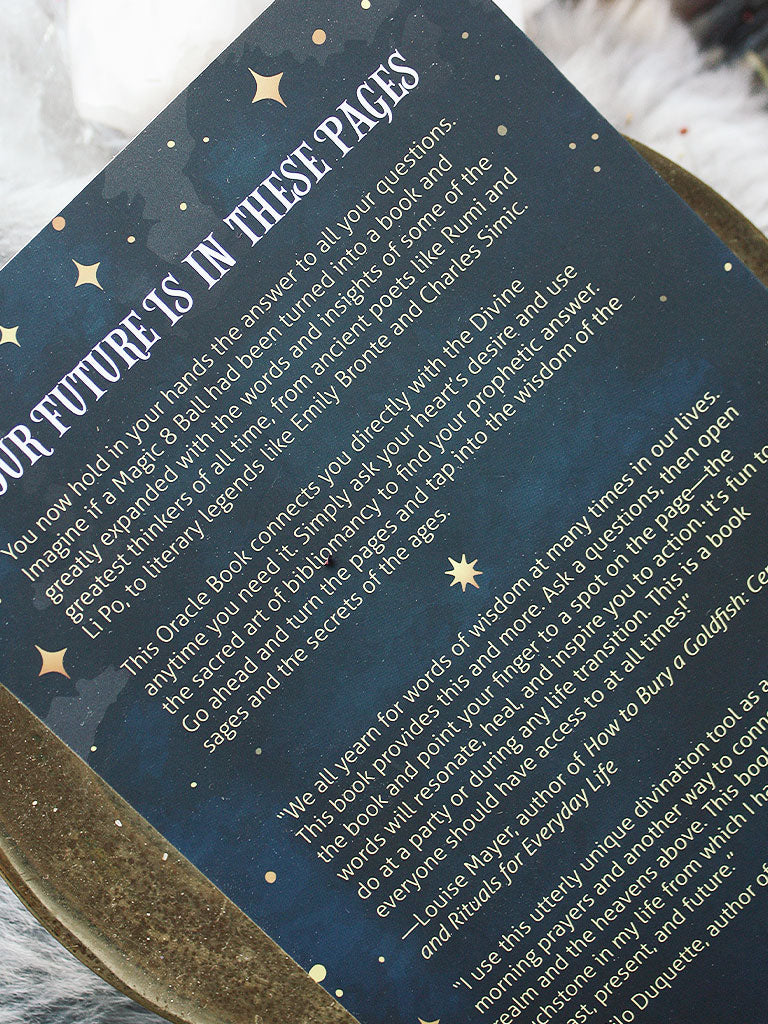 OUR FUTURE IS IN THESE PAGES
You now hold in your hands the answer to all your questions.
Imagine if a Magic 8 Ball had been turned into a book and
greatly expanded with the words and insights of some of the
greatest thinkers of all time, from ancient poets like Rumi and
Li Po, to literary legends like Emily Bronte and Charles Simic.
This Oracle Book connects you directly with the Divine
anytime you need it. Simply ask your heart's desire and use
the sacred art of bibliomancy to find your prophetic answer.
Go ahead and turn the pages and tap into the wisdom of the
sages and the secrets of the ages.
"We all yearn for words of wisdom at many times in our lives.
This book provides this and more. Ask a questions, then open
the book and point your finger to a spot on the page—the
words will resonate, heal, and inspire you to action. It's fun to
do at a party or during any life transition. This is a book
everyone should have access to at all times!"
—Louise Mayer, author of How to Bury a Goldfish: Ce
and Rituals for Everyday Life
"I use this utterly unique divination tool as a
morning prayers and another way to conn
realm and the heavens above. This book
chstone in my life from which I ha
ast, present, and future."
ilo Duquette, author of